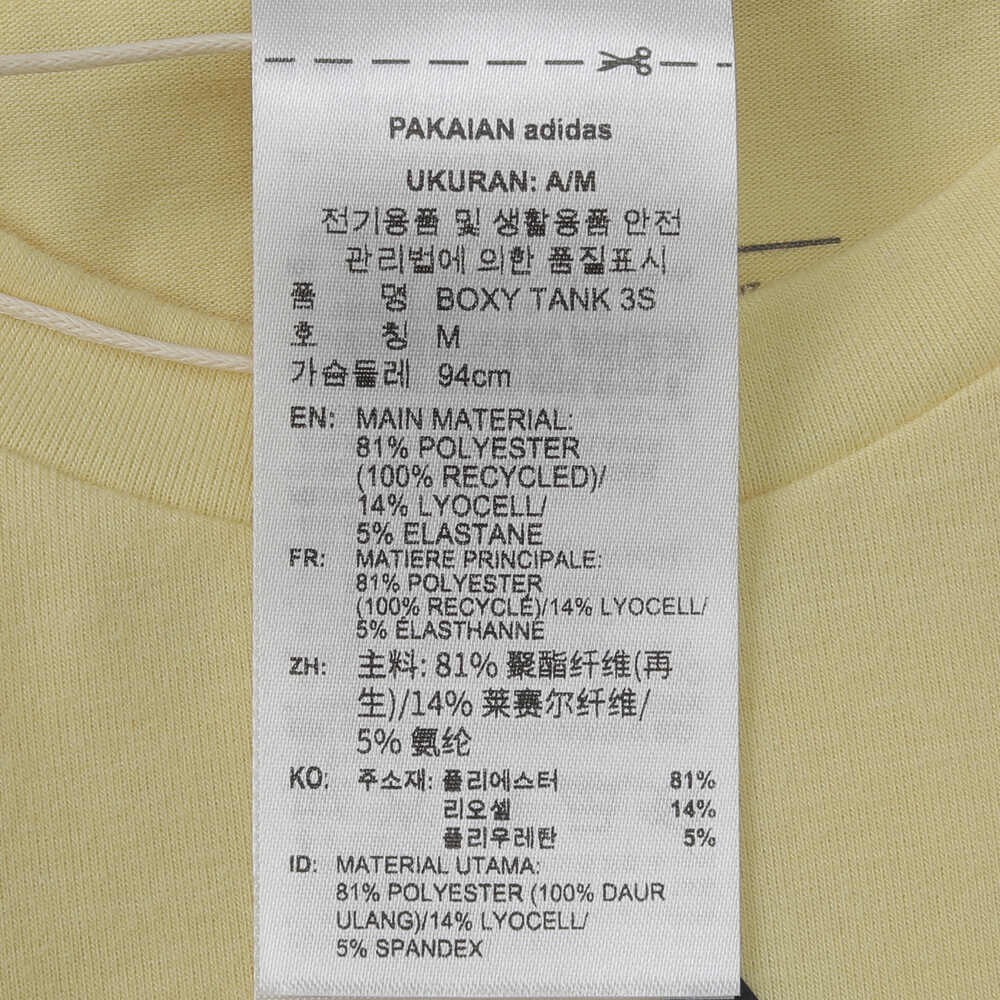 PAKAIAN adidas
UKURAN: A/M
전기용품 및 생활용품 안전
관리법에 의한 품질표시
품 명 BOXY TANK 3S
호 칭 M
가슴둘레 94cm
EN: MAIN MATERIAL:
81% POLYESTER
(100% RECYCLED)/
14% LYOCELL/
5% ELASTANE
FR: MATIERE PRINCIPALE:
81% POLYESTER
(100% RECYCLÉ)/14% LYOCELL/
5% ÉLASTHANNE
ZH: 主料: 81% 聚酯纤维(再
生)/14% 莱赛尔纤维/
5% 氨纶
KO: 주소재: 폴리에스터 81%
리오셀 14%
폴리우레탄 5%
ID: MATERIAL UTAMA:
81% POLYESTER (100% DAUR
ULANG)/14% LYOCELL/
5% SPANDEX